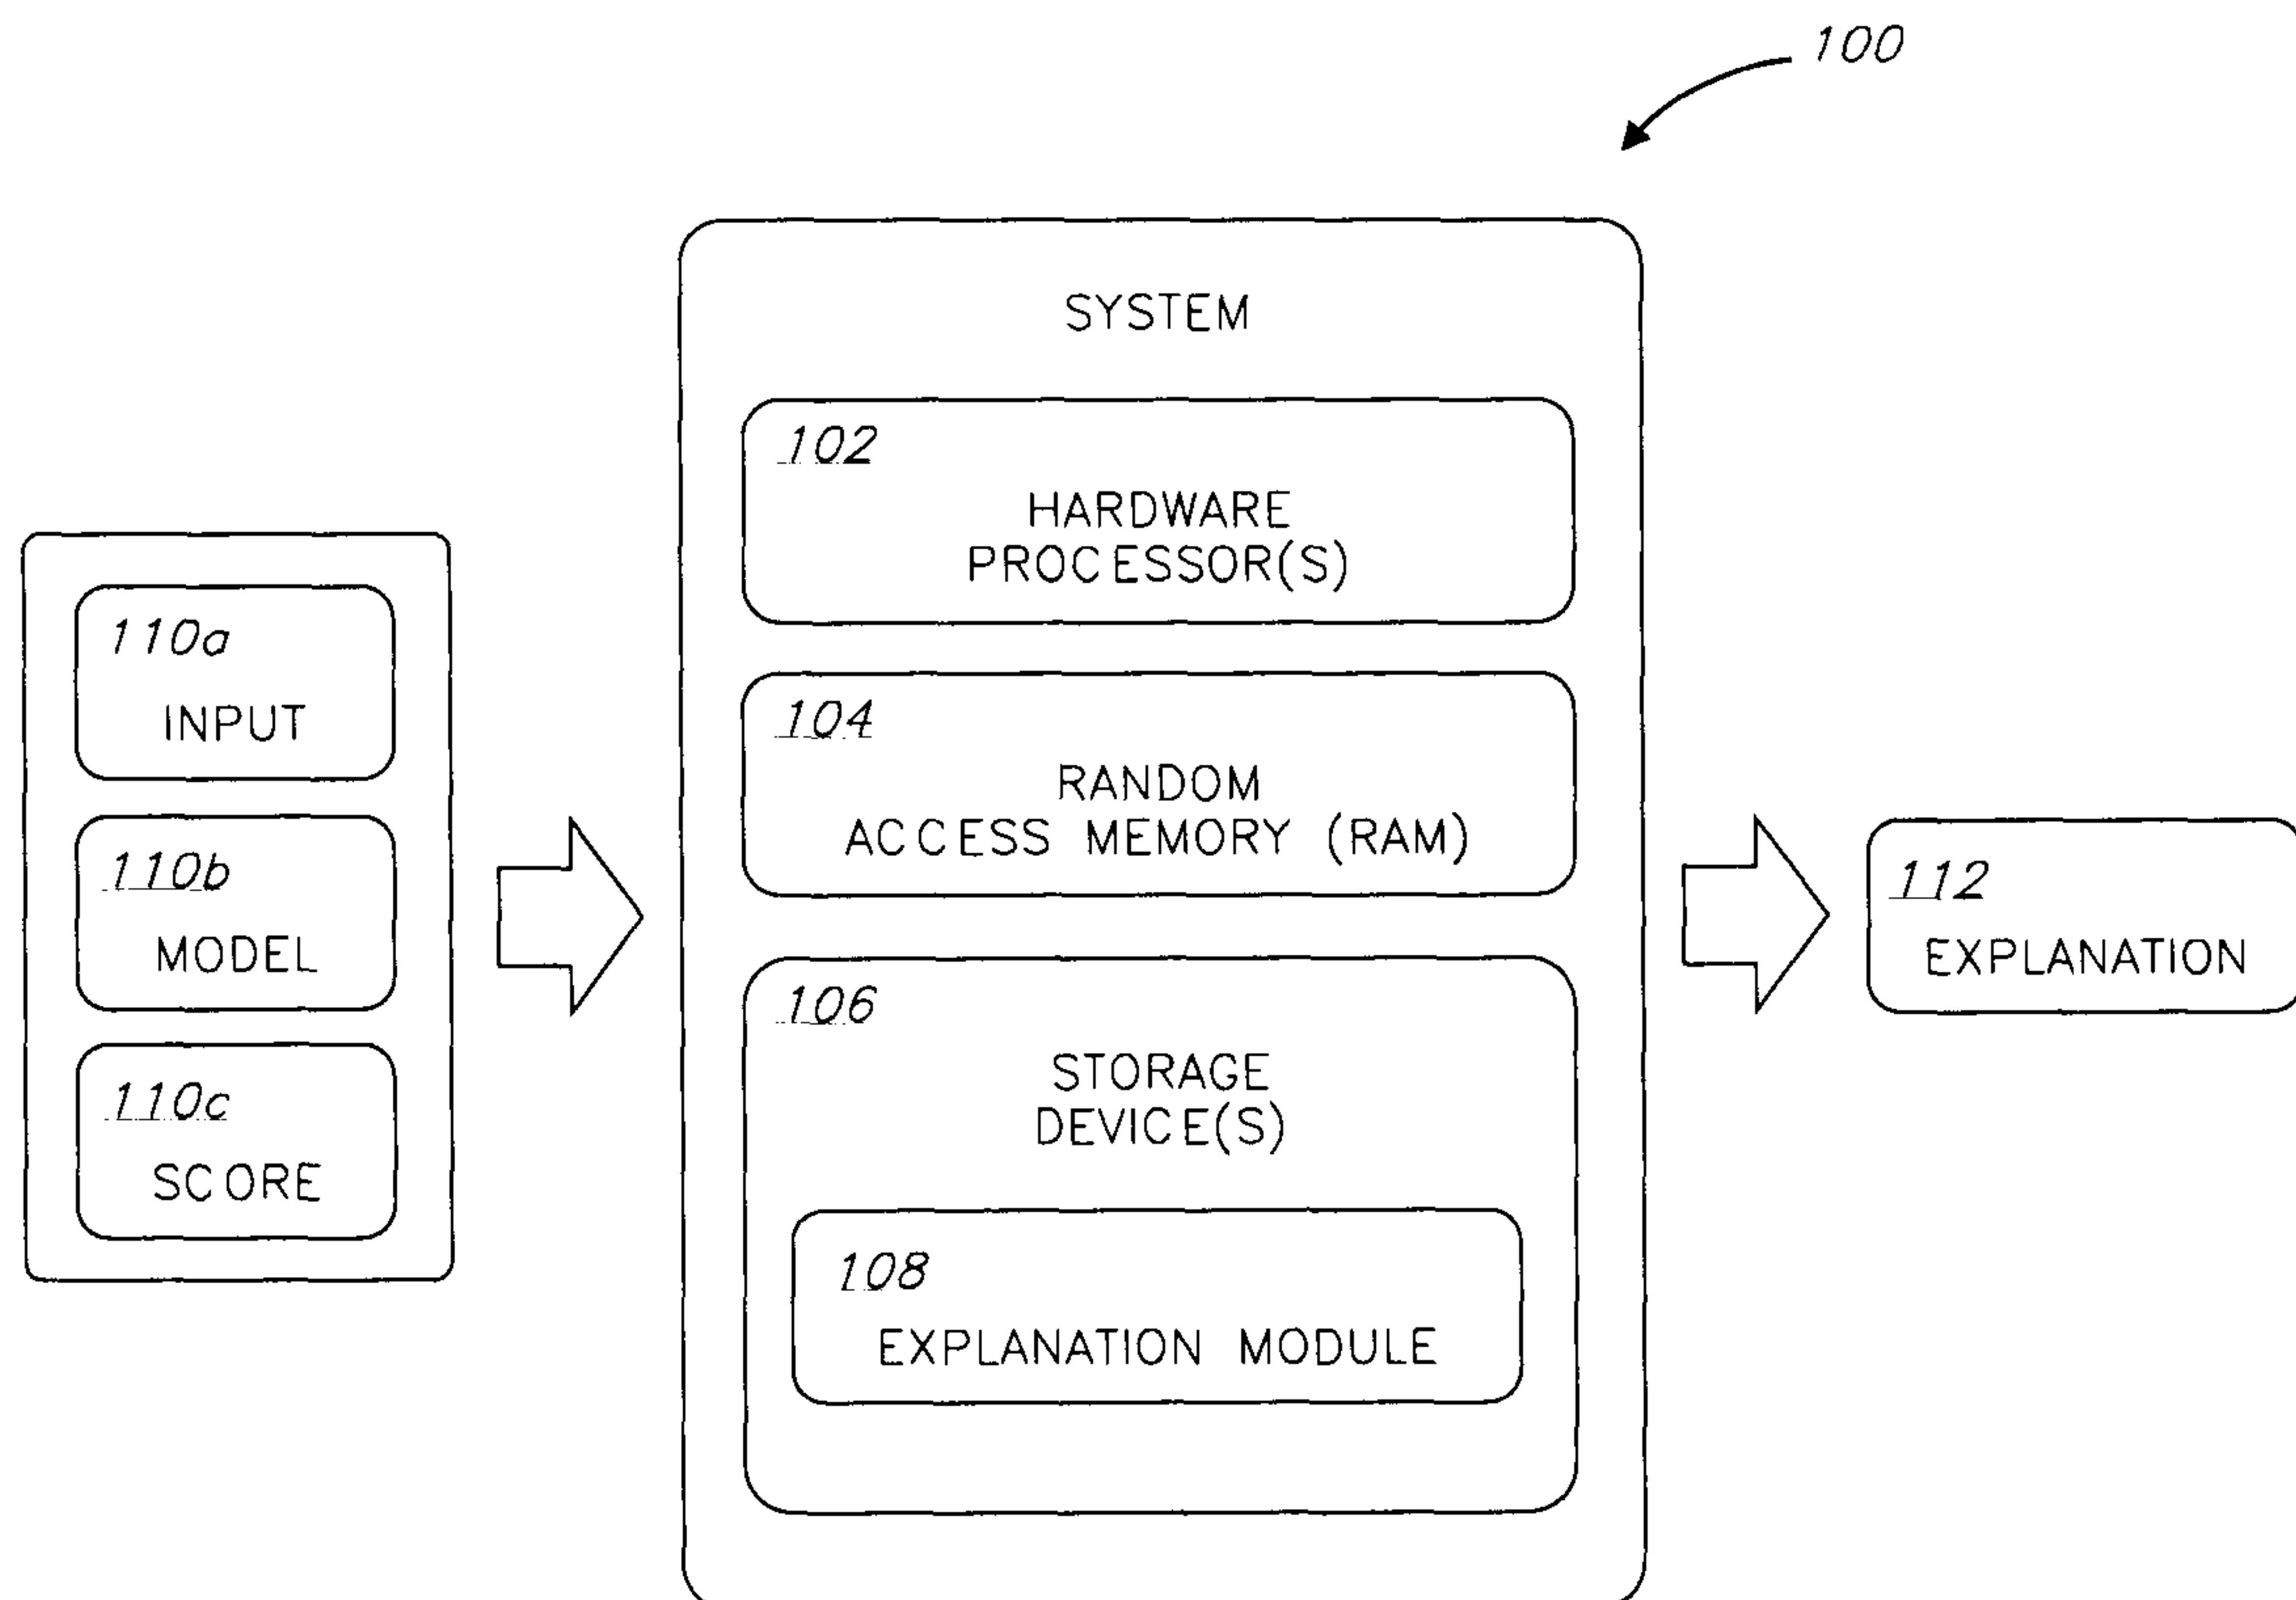 100
110a
INPUT
110b
MODEL
110c
SCORE
SYSTEM
102
HARDWARE
PROCESSOR(S)
104
RANDOM
ACCESS MEMORY (RAM)
106
STORAGE
DEVICE(S)
108
EXPLANATION MODULE
112
EXPLANATION